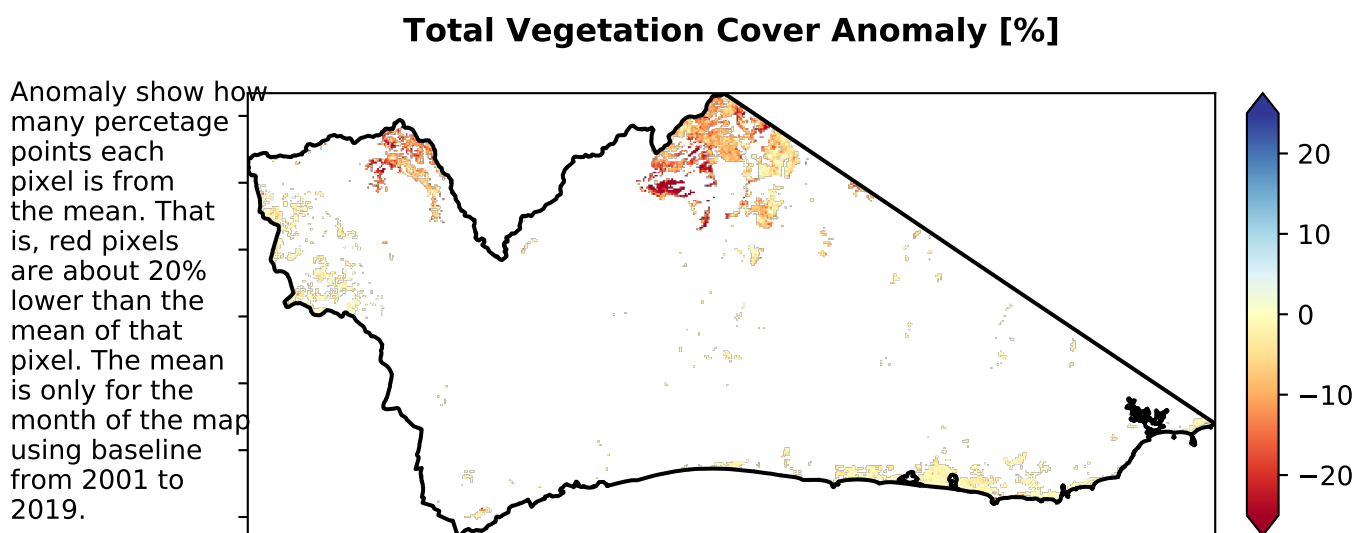 Total Vegetation Cover Anomaly [%]
Anomaly show how
many percetage
points each
pixel is from
the mean. That
is, red pixels
are about 20%
lower than the
mean of that
pixel. The mean
is only for the
month of the map
using baseline
from 2001 to
2019.
20
10
0
−10
−20